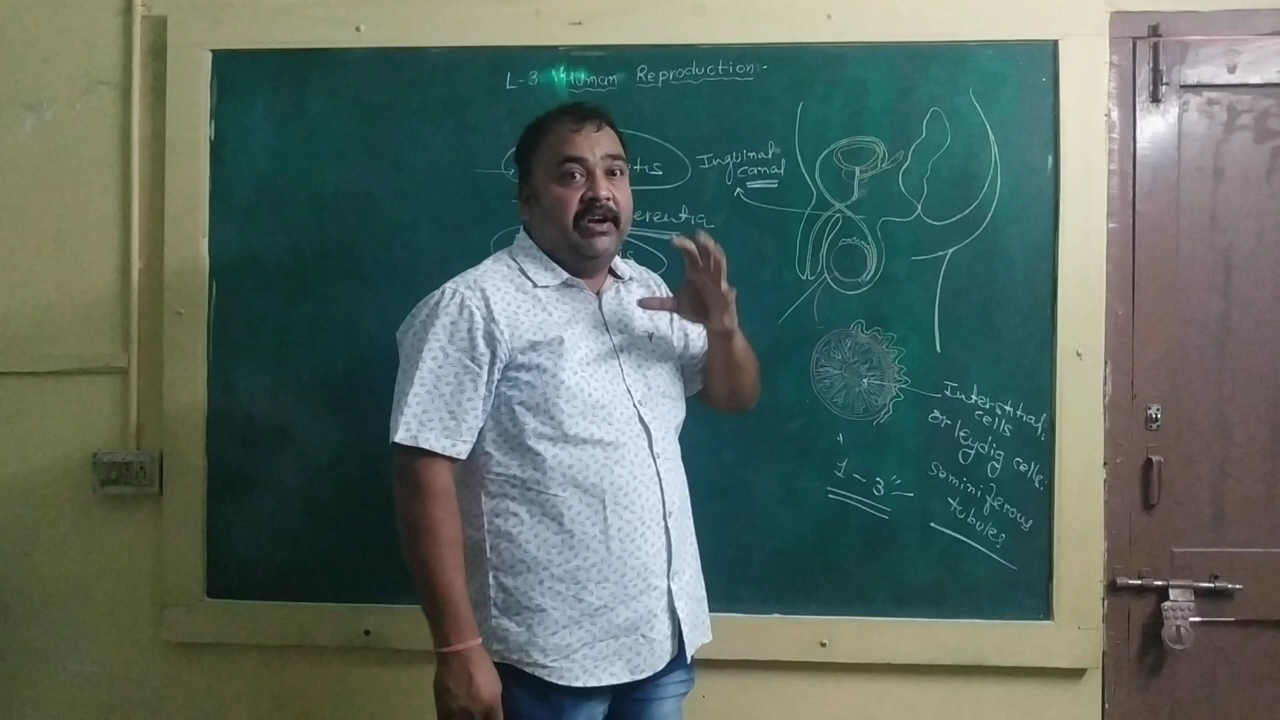 L-3 Human Reproduction.
Inguinal
canal
Interstitial
cells
or leydig cells.
seminiferous
tubules
1-3"